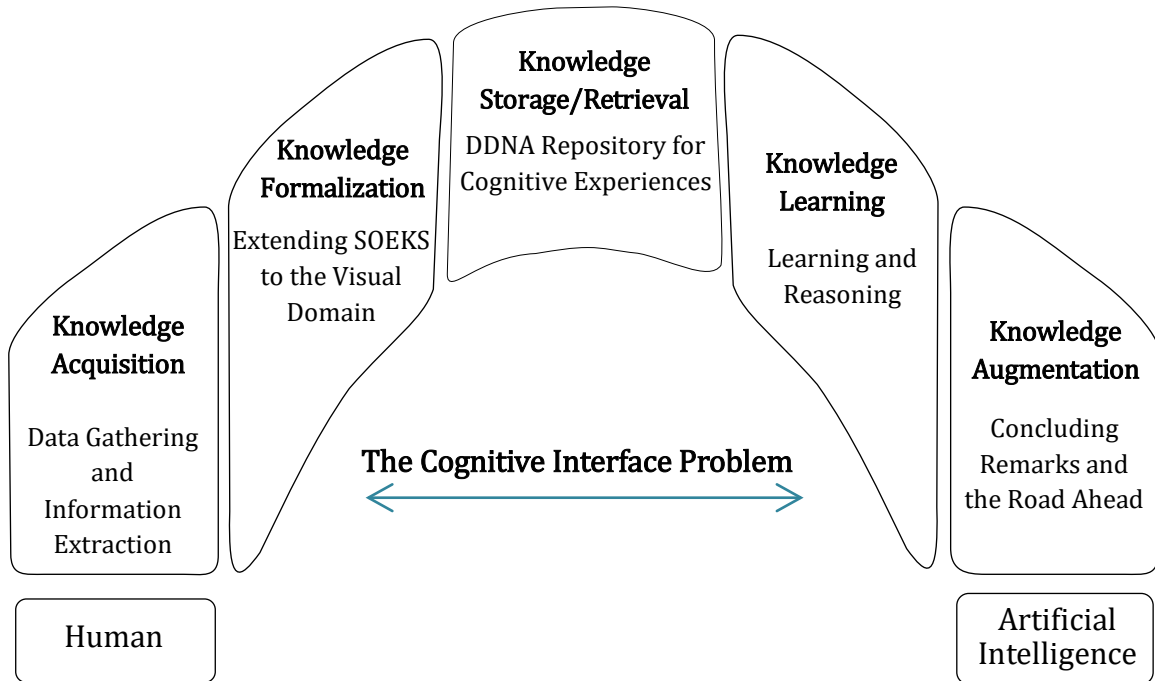 Knowledge
Acquisition
Data Gathering
and
Information
Extraction
Knowledge
Formalization
Extending SOEKS
to the Visual
Domain
Knowledge
Storage/Retrieval
DDNA Repository for
Cognitive Experiences
Knowledge
Learning
Learning and
Reasoning
Knowledge
Augmentation
Concluding
Remarks and
the Road Ahead
The Cognitive Interface Problem
Human
Artificial
Intelligence